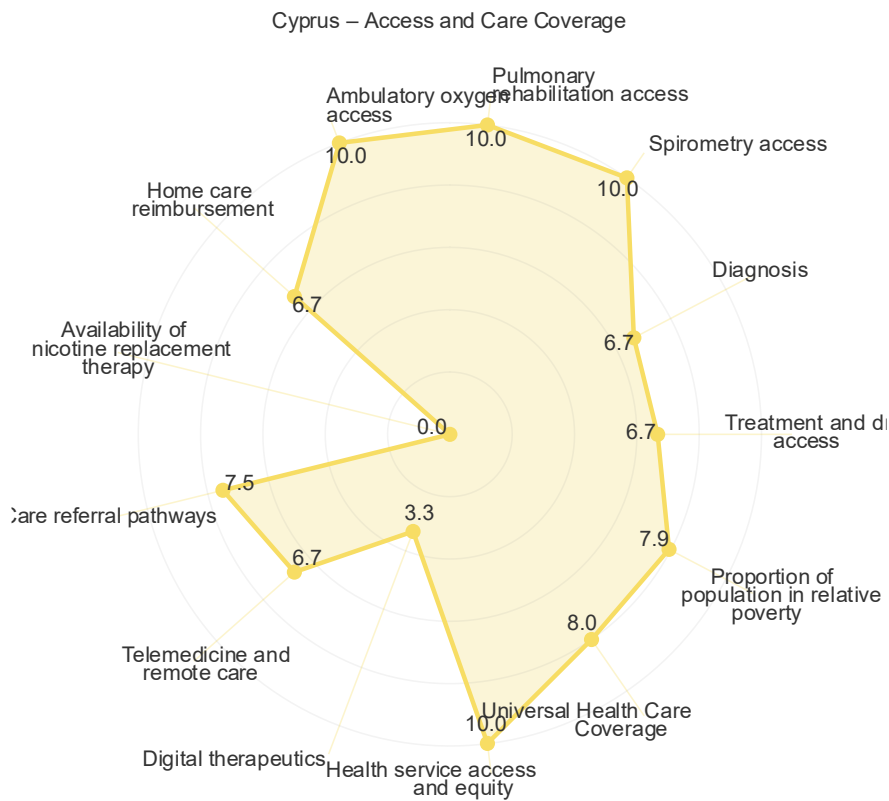 Cyprus – Access and Care Coverage
Pulmonary
rehabilitation access
Ambulatory oxygen
access
10.0
10.0
Spirometry access
10.0
Home care
reimbursement
6.7
Diagnosis
6.7
Availability of
nicotine replacement
therapy
0.0
Treatment and
access
6.7
7.5
referral pathways
3.3
7.9
6.7
Proportion of
population in relative
poverty
8.0
Telemedicine and
remote care
Universal Health Care
Coverage
10.0
Digital therapeutics
Health service access
and equity